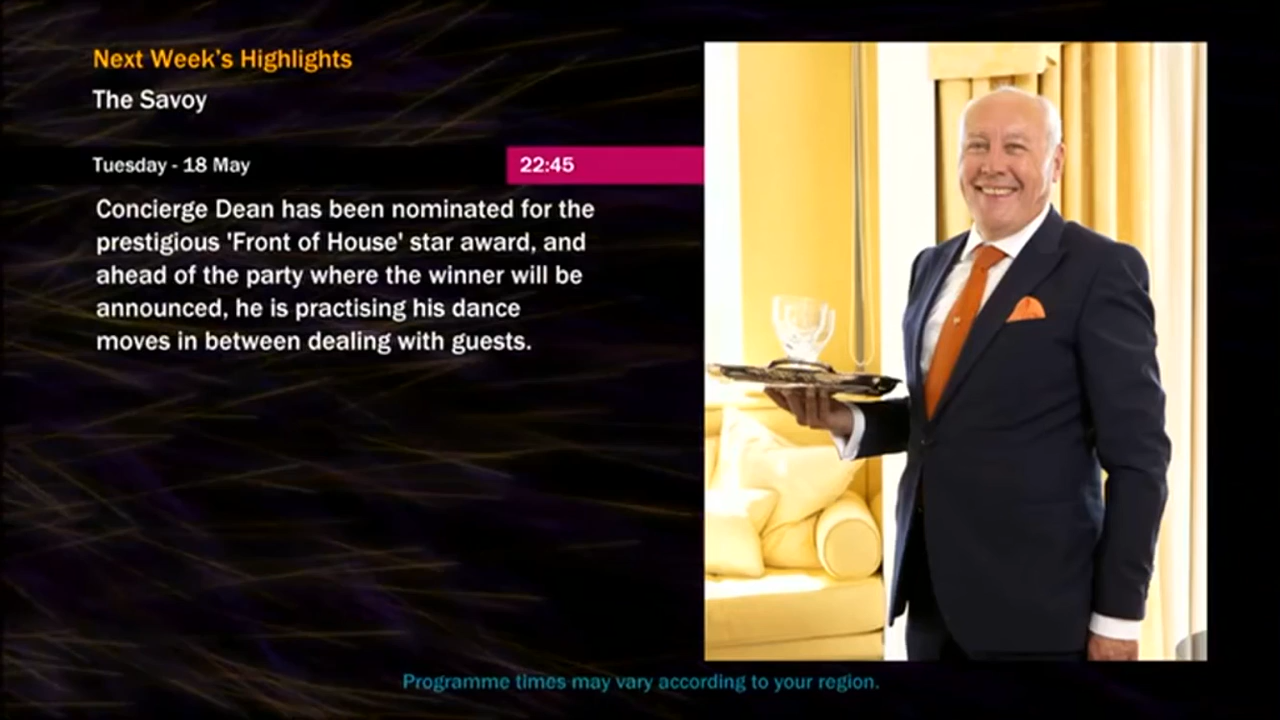 Next Week's Highlights
The Savoy
Tuesday - 18 May
22:45
Concierge Dean has been nominated for the
prestigious 'Front of House' star award, and
ahead of the party where the winner will be
announced, he is practising his dance
moves in between dealing with guests.
Programme times may vary according to your region.